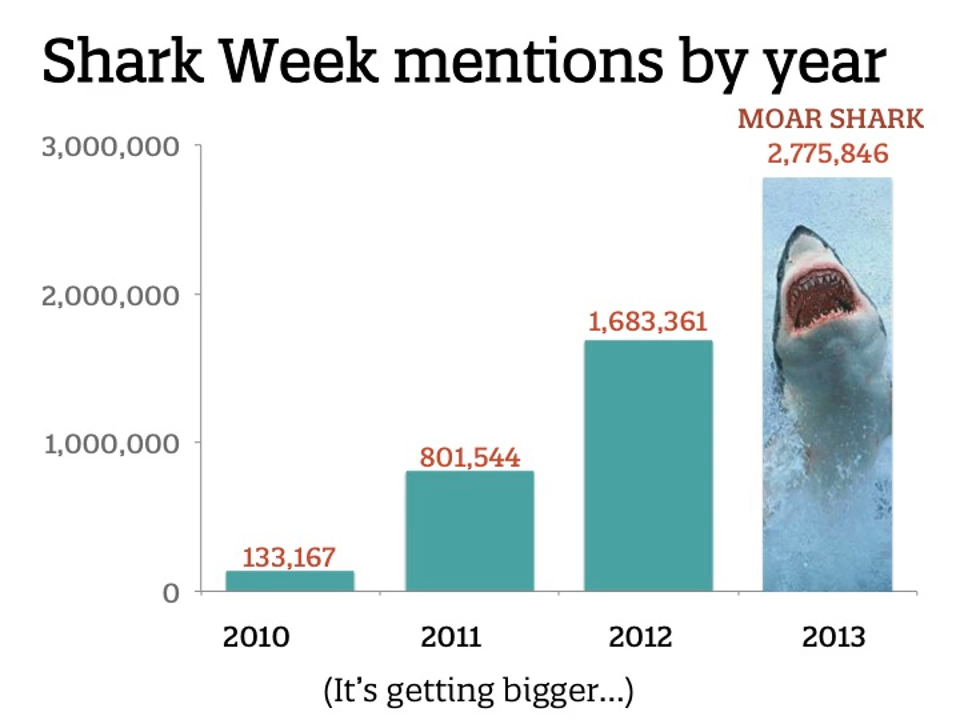 Shark Week mentions by year
MOAR SHARK
2,775,846
3,000,000
2,000,000
1,683,361
1,000,000
801,544
133,167
0
2010 2011 2012 2013
(It's getting bigger...)